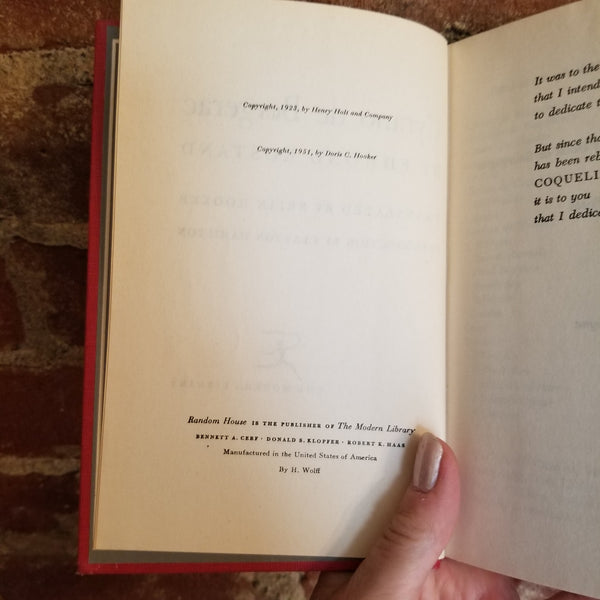 Copyright, 1923, by Henry Holt and Company
Copyright, 1951, by Doris C. Hooker
Random House IS THE PUBLISHER OF The Modern Library
BENNETT A. CERF · DONALD S. KLOPFER · ROBERT K. HAAS
Manufactured in the United States of America
By H. Wolff
It was to the
that I intend
to dedicate
But since
has been
COQUELI
it is to you
that I dedic